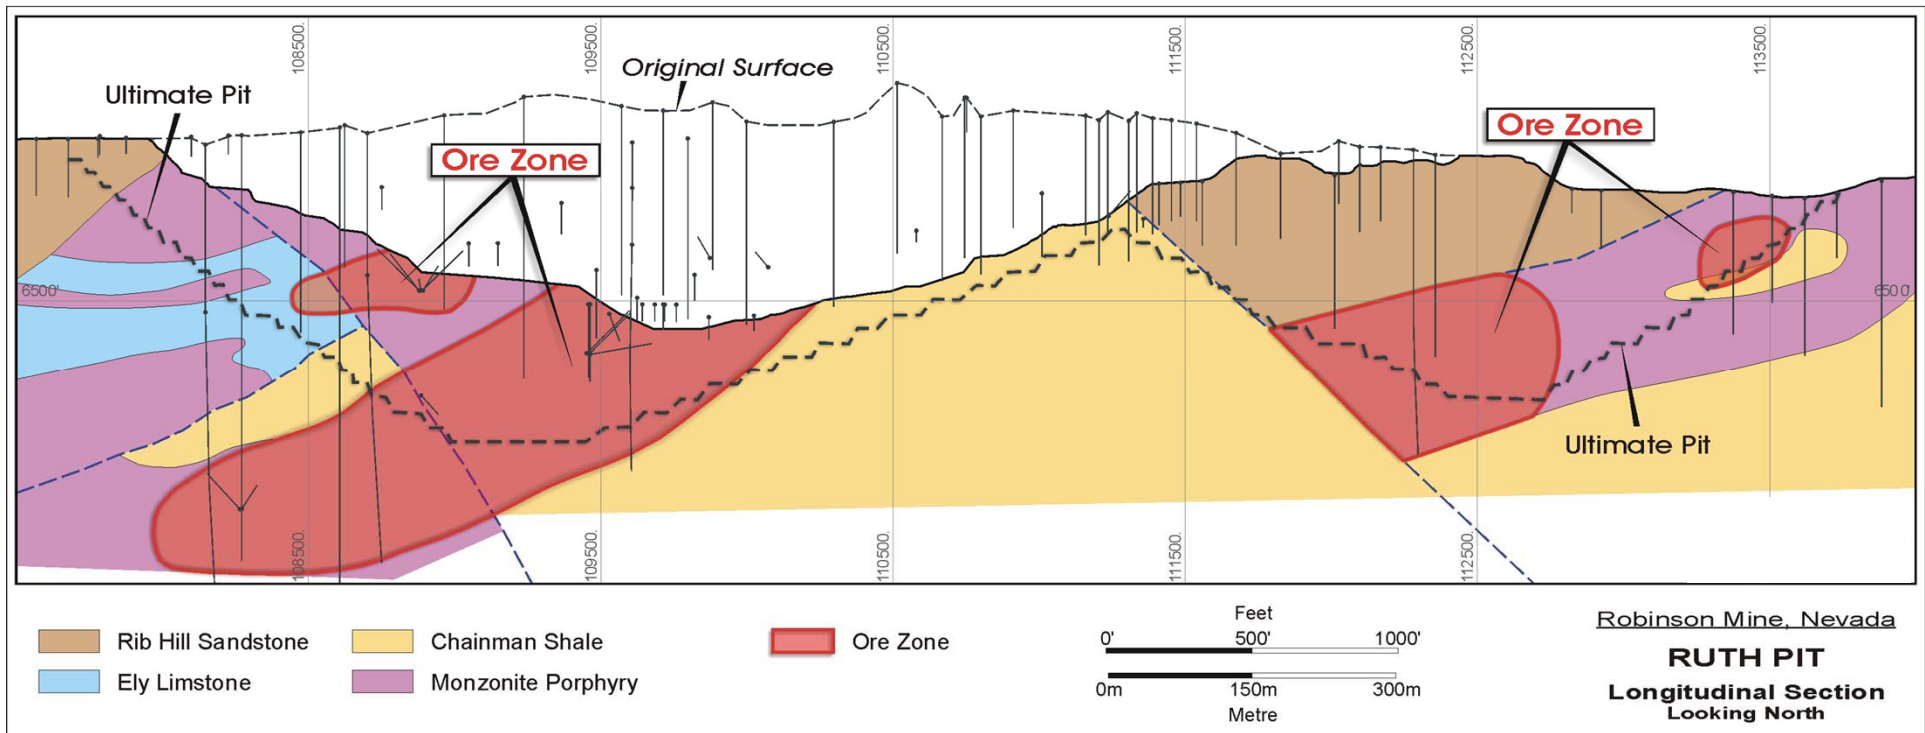 108500.
109500.
110500.
111500.
112500.
113500.
Original Surface
Ultimate Pit
Ore Zone
Ore Zone
6500'
6500'
Ultimate Pit
108500.
109500.
110500.
111500.
112500.
Rib Hill Sandstone
Ely Limstone
Chainman Shale
Monzonite Porphyry
Ore Zone
Feet
0' 500' 1000'
0m 150m 300m
Metre
Robinson Mine, Nevada
RUTH PIT
Longitudinal Section
Looking North